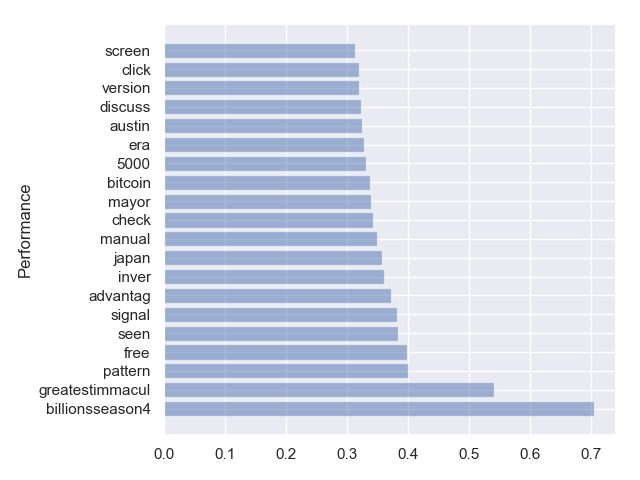 Performance
screen
click
version
discuss
austin
era
5000
bitcoin
mayor
check
manual
japan
inver
advantag
signal
seen
free
pattern
greatestimmacul
billionsseason4
0.0 0.1 0.2 0.3 0.4 0.5 0.6 0.7